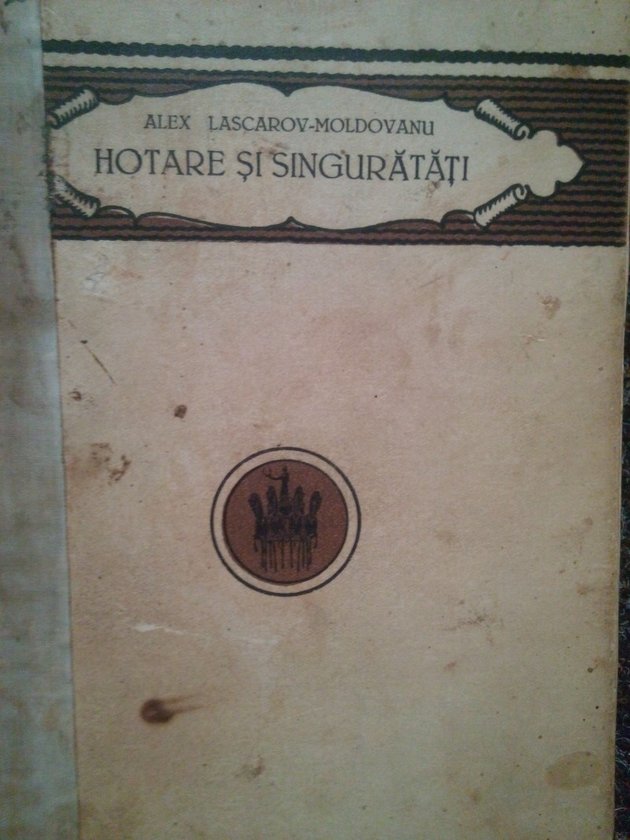 ALEX LASCAROV-MOLDOVANU
HOTARE ȘI SINGURĂTĂȚI